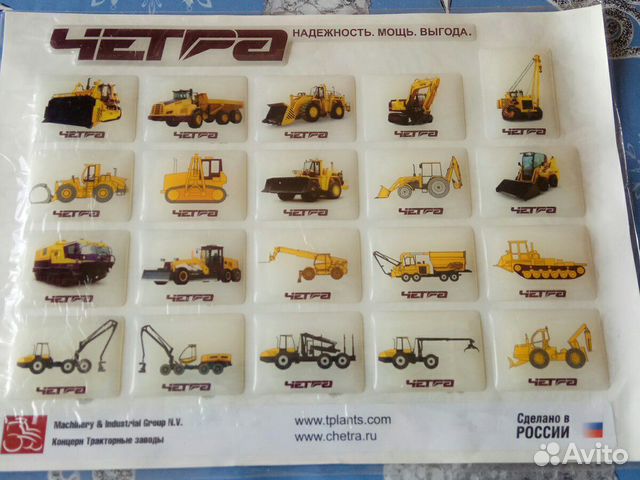 ЧЕТРА
НАДЕЖНОСТЬ. МОЩЬ. ВЫГОДА.
ЧЕТРА ЧЕТРА ЧЕТРА ЧЕТРА ЧЕТРА
ЧЕТРА ЧЕТРА ЧЕТРА ЧЕТРА ЧЕТРА
ЧЕТРА ЧЕТРА ЧЕТРА ЧЕТРА ЧЕТРА
ЧЕТРА ЧЕТРА ЧЕТРА ЧЕТРА ЧЕТРА
Machinery & Industrial Group N.V.
Концерн Тракторные заводы
www.tplants.com
www.chetra.ru
Сделано в
РОССИИ
Avito